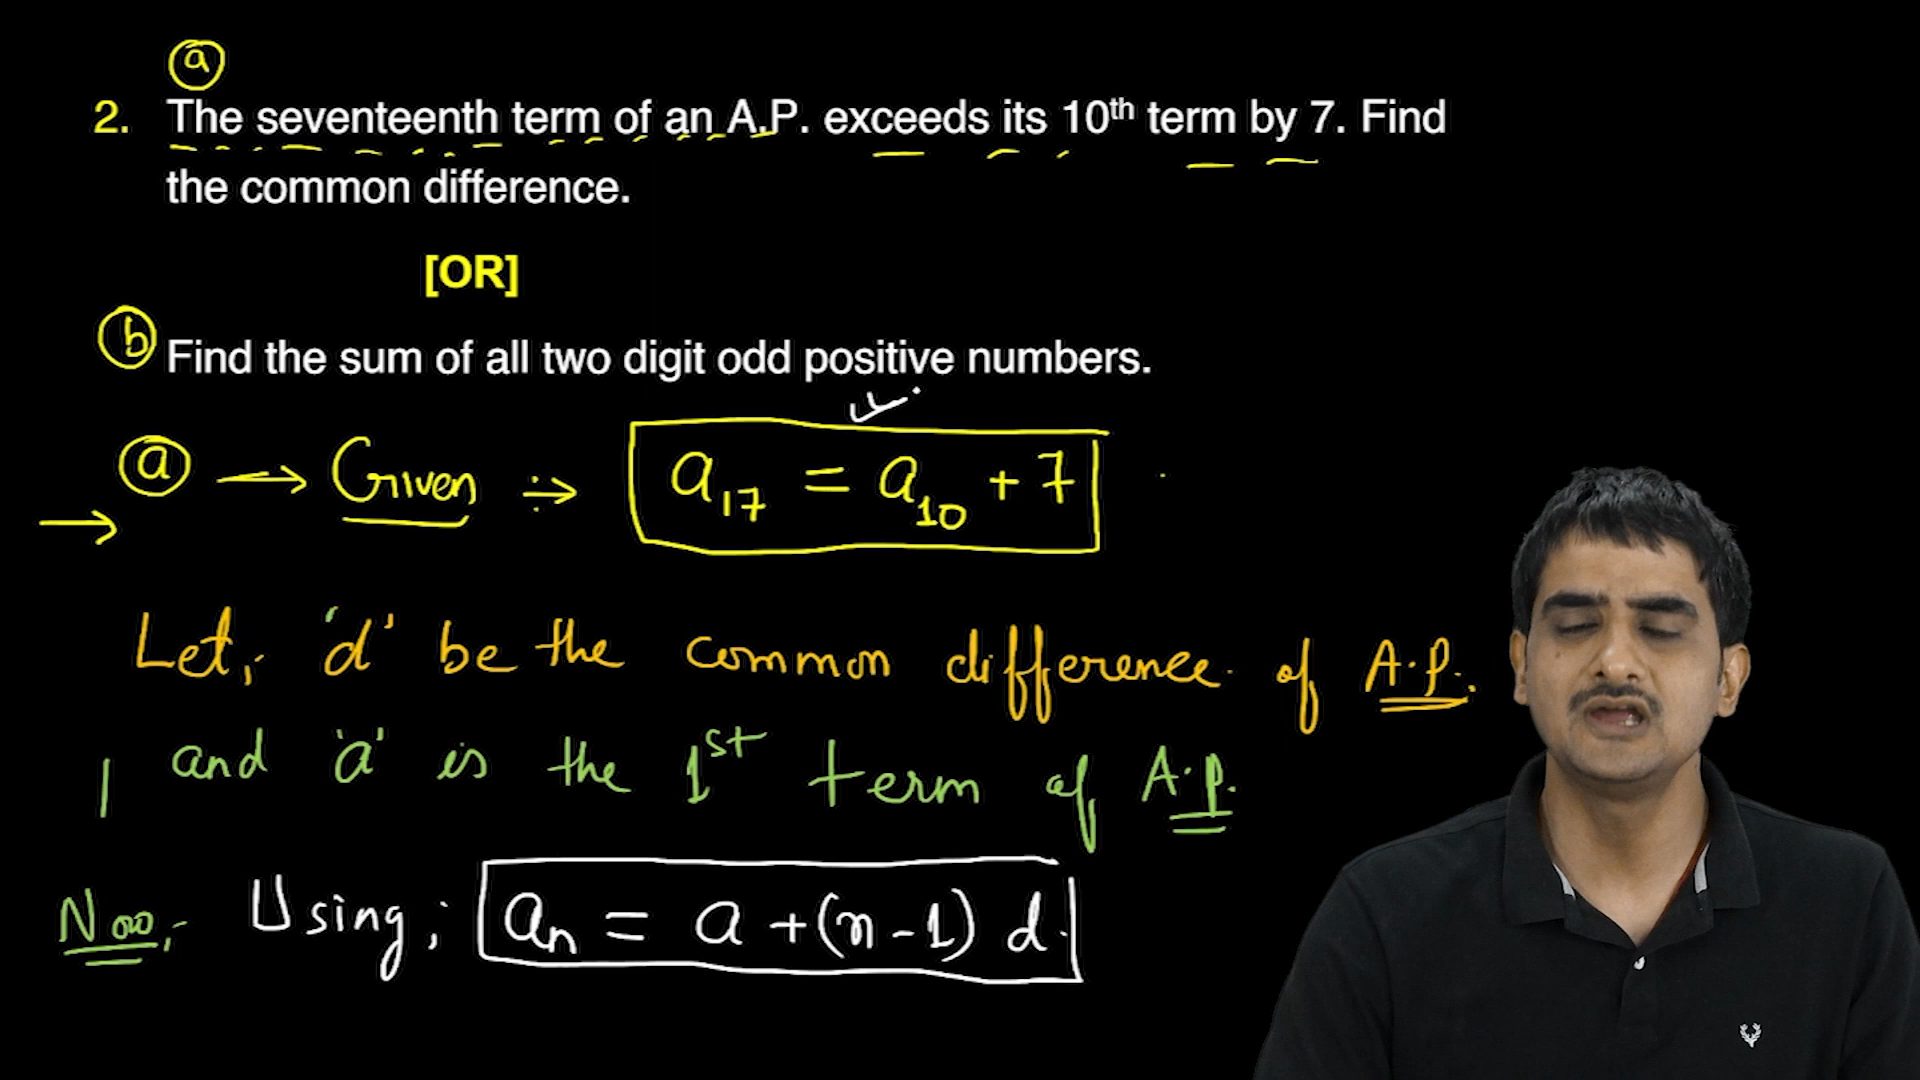 a
2. The seventeenth term of an A.P. exceeds its 10th term by 7. Find
the common difference.
[OR]
b Find the sum of all two digit odd positive numbers.
a → Given ⇒ a17 = a10 + 7
→
Let, 'd' be the common difference of A.P.
and 'a' is the 1st term of A.P.
Now, Using; an = a + (n - 1) d.